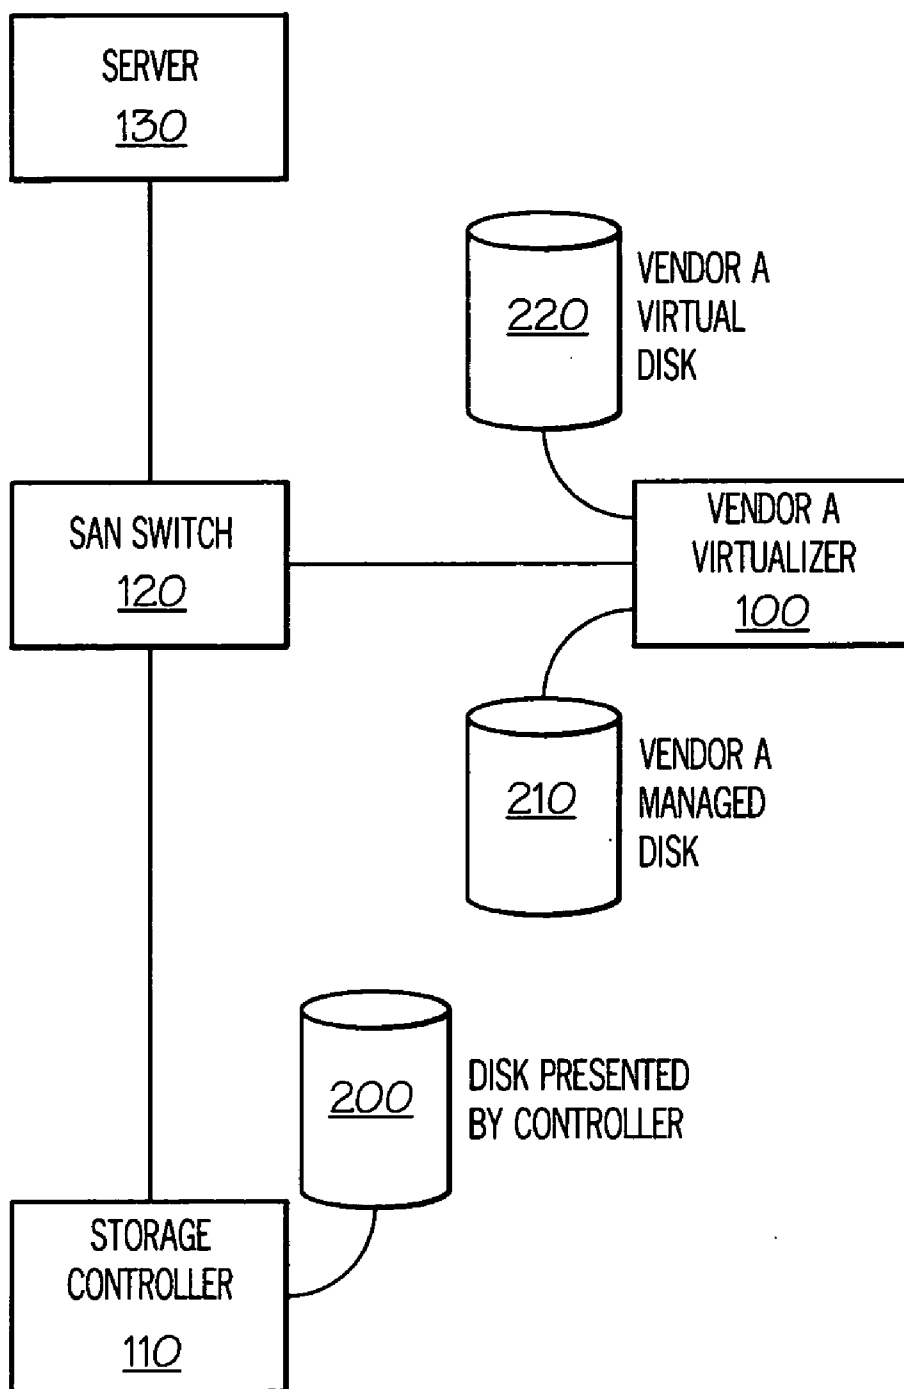 SERVER
130
220
VENDOR A
VIRTUAL
DISK
SAN SWITCH
120
VENDOR A
VIRTUALIZER
100
210
VENDOR A
MANAGED
DISK
200
DISK PRESENTED
BY CONTROLLER
STORAGE
CONTROLLER
110